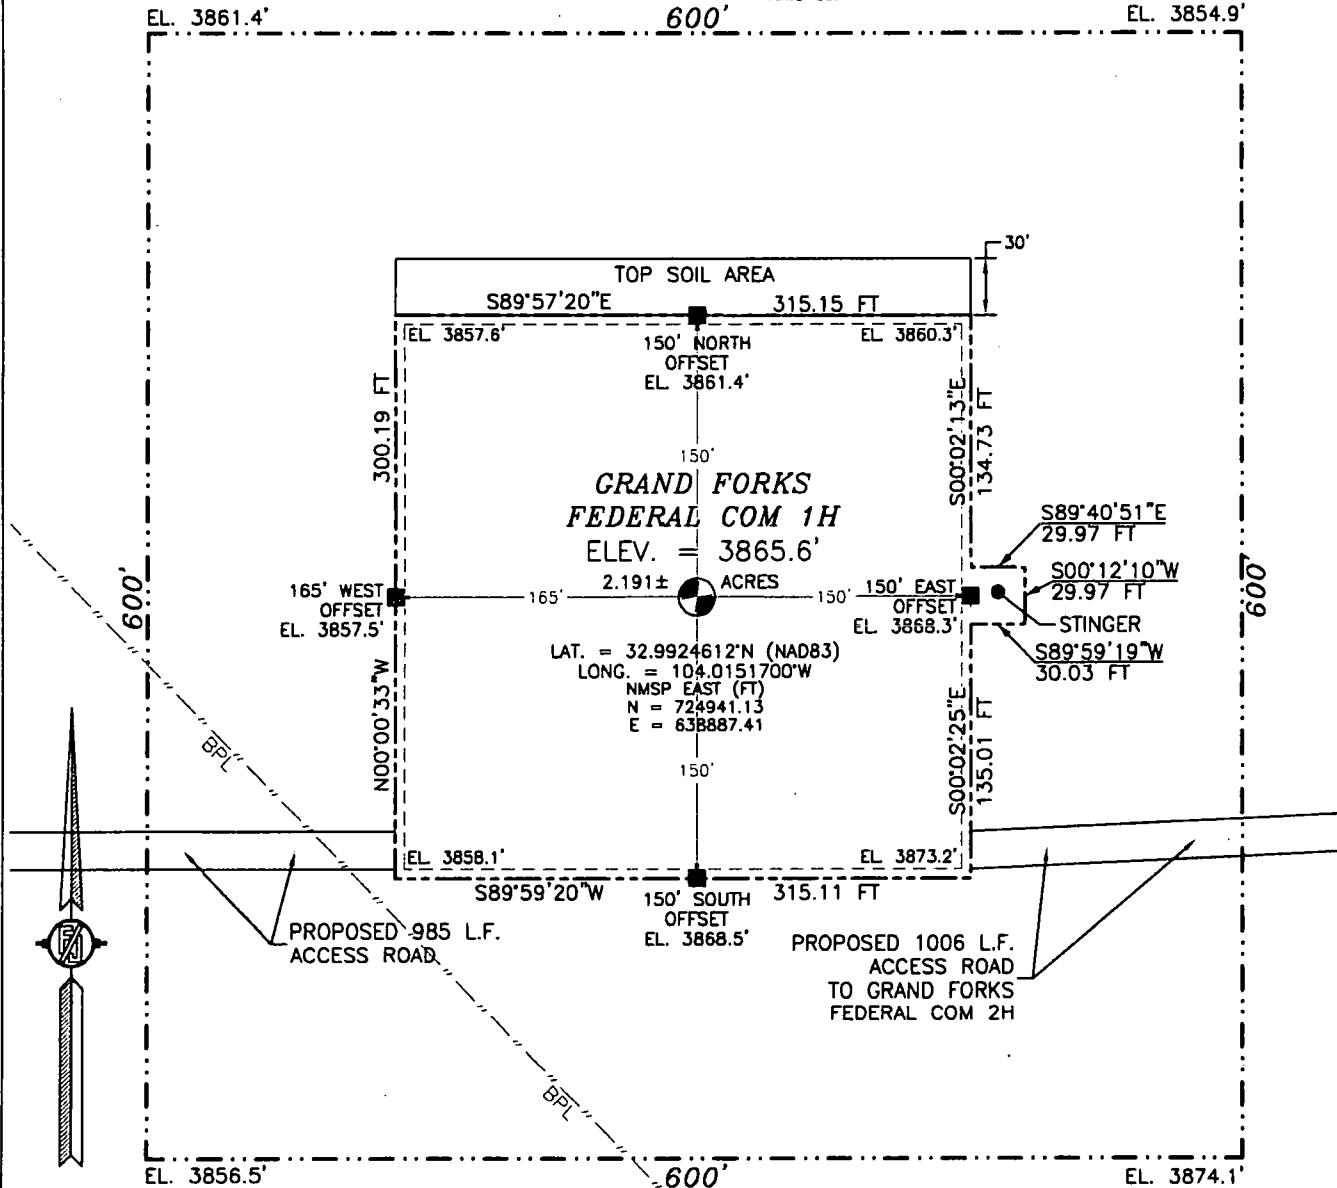 EL. 3861.4'
600'
EL. 3854.9'
30'
TOP SOIL AREA
S89°57'20"E
315.15 FT
EL. 3857.6'
150' NORTH
OFFSET
EL. 3861.4'
EL. 3860.3'
300.19 FT
N00°00'33"W
S00°02'13"E
134.73 FT
150'
GRAND FORKS
FEDERAL COM 1H
ELEV. = 3865.6'
2.191± ACRES
S89°40'51"E
29.97 FT
S00°12'10"W
29.97 FT
STINGER
S89°59'19"W
30.03 FT
600'
165' WEST
OFFSET
EL. 3857.5'
165'
150'
150' EAST
OFFSET
EL. 3868.3'
600'
LAT. = 32.9924612°N (NAD83)
LONG. = 104.0151700°W
NMSP EAST (FT)
N = 724941.13
E = 638887.41
S00°02'25"E
135.01 FT
BPL
150'
EL. 3858.1'
EL. 3873.2'
S89°59'20"W
150' SOUTH
OFFSET
EL. 3868.5'
315.11 FT
PROPOSED 985 L.F.
ACCESS ROAD
PROPOSED 1006 L.F.
ACCESS ROAD
TO GRAND FORKS
FEDERAL COM 2H
BPL
EL. 3856.5'
600'
EL. 3874.1'